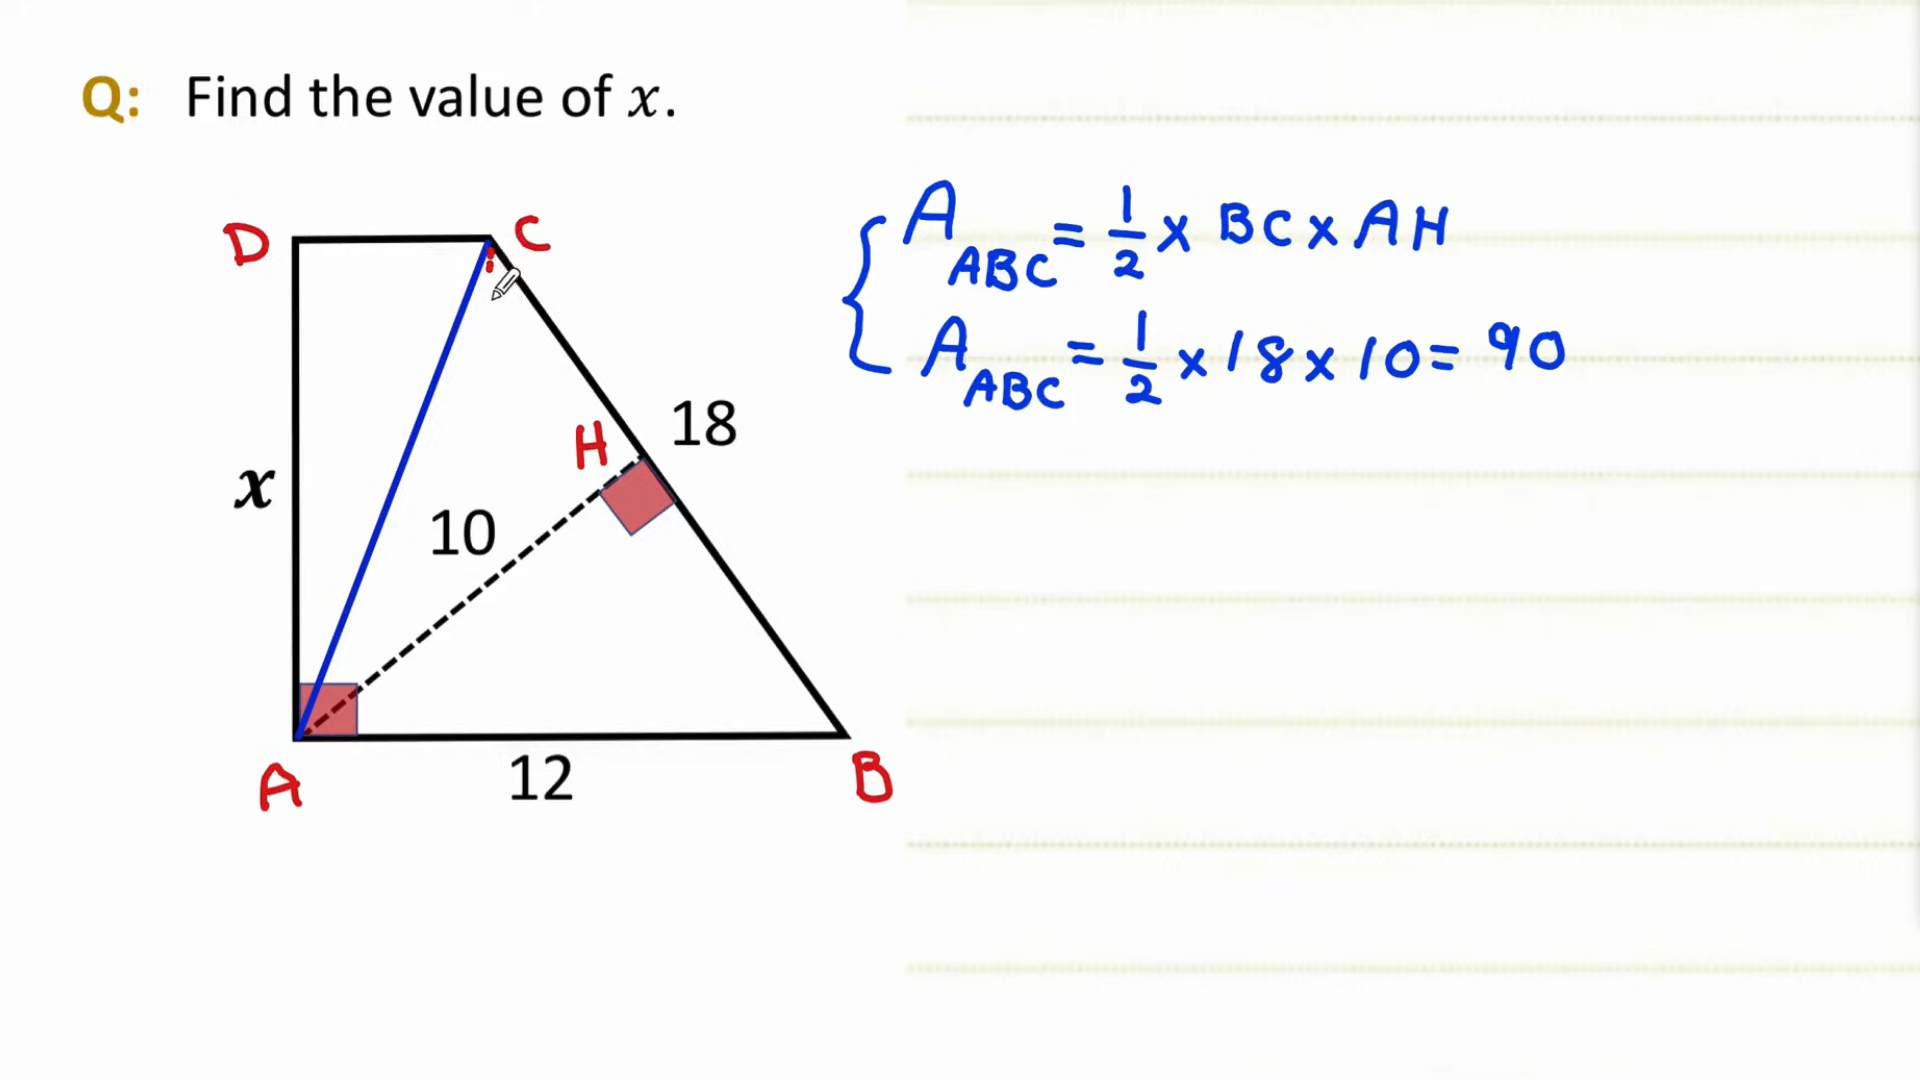 Q: Find the value of x.
D
C
A_ABC = 1/2 × BC × AH
A_ABC = 1/2 × 18 × 10 = 90
18
H
x
10
12
A
B